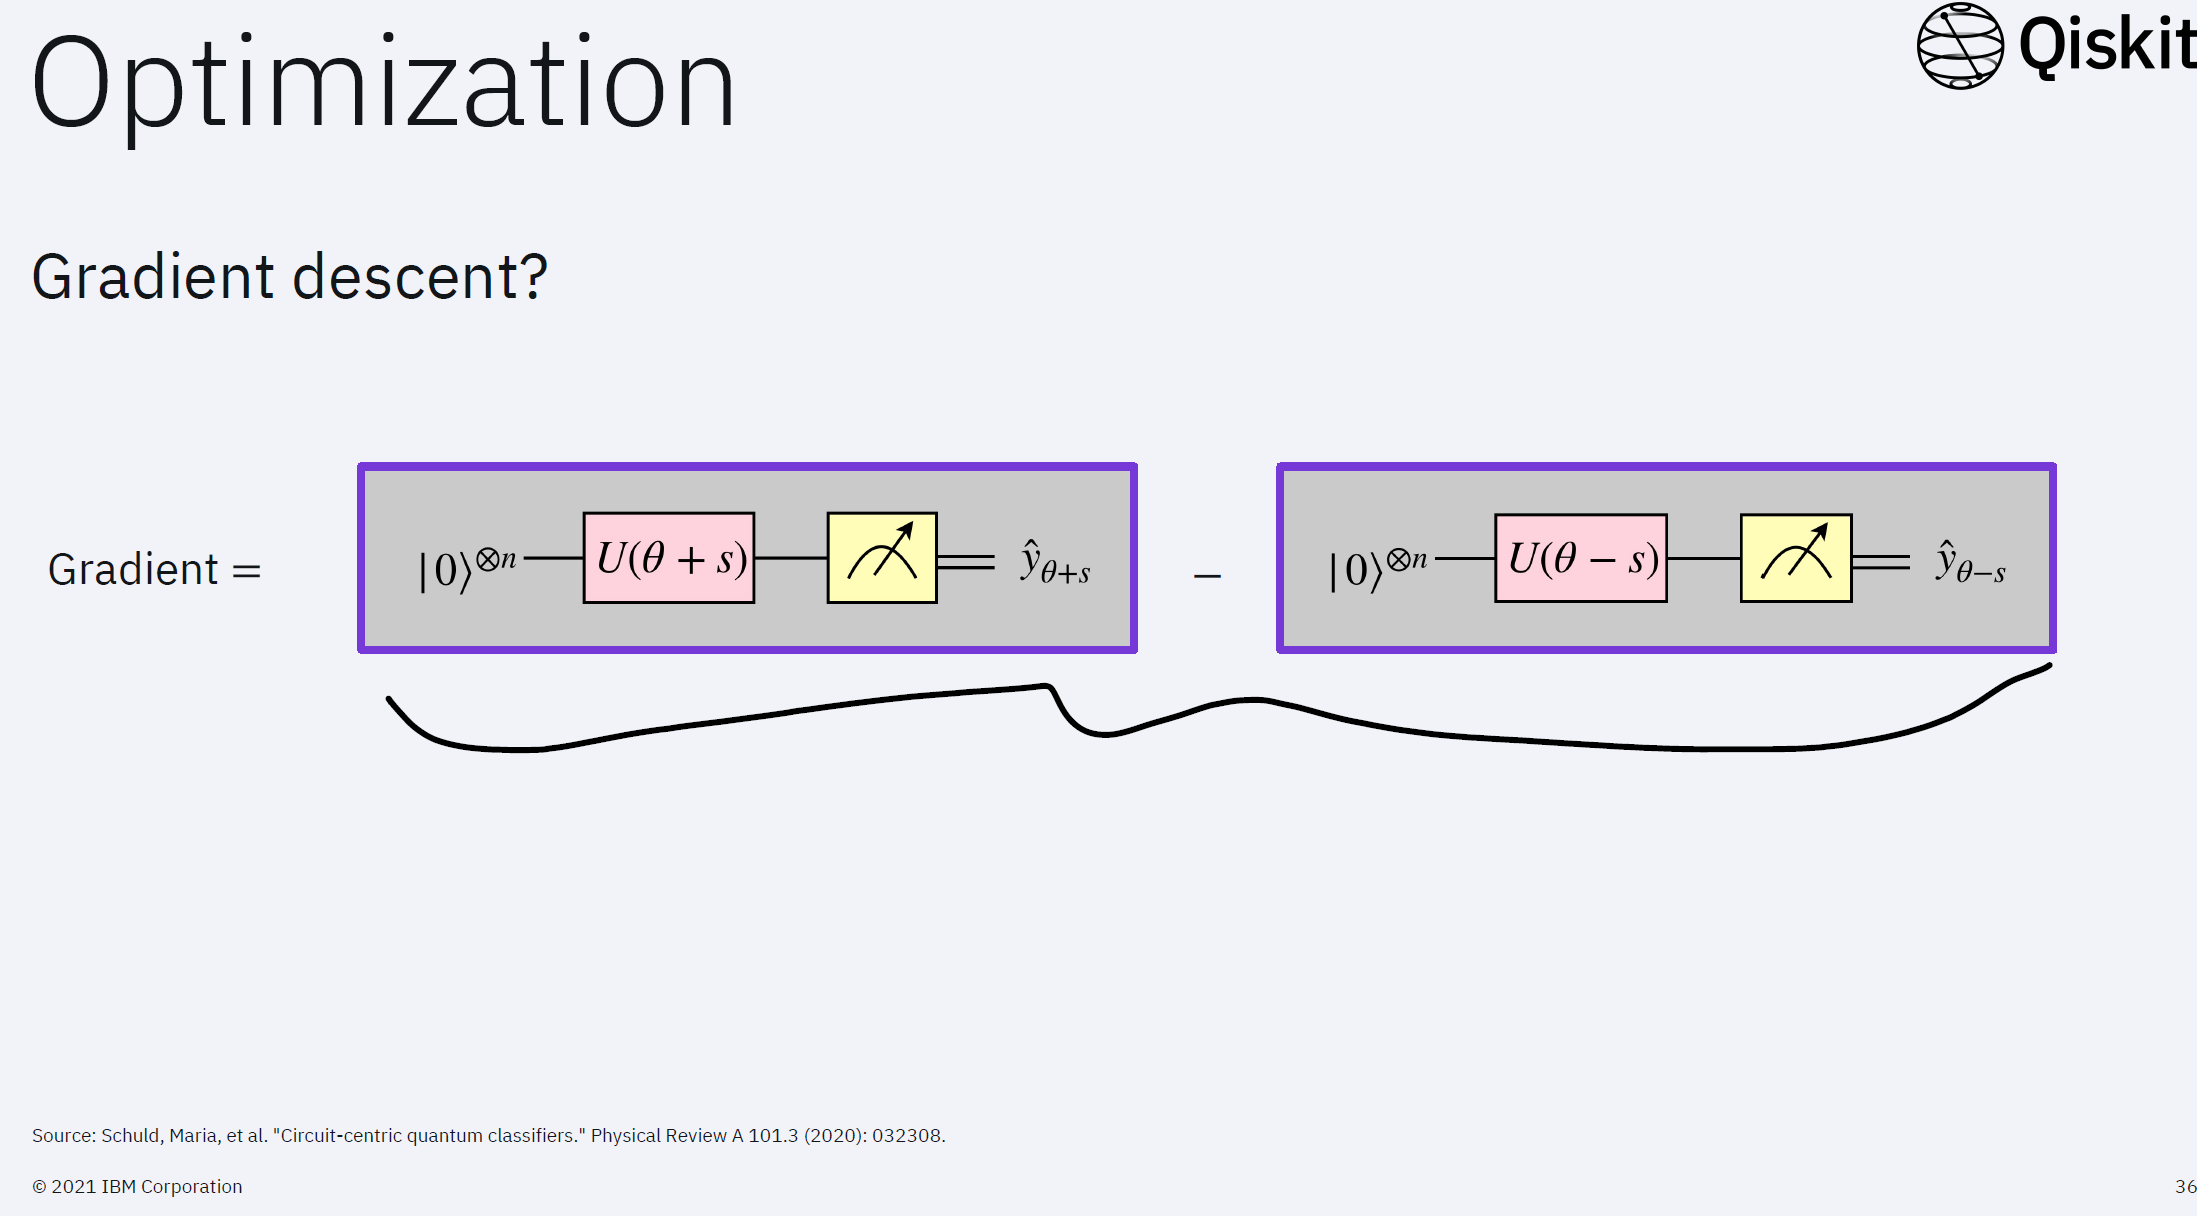 Optimization
Qiskit
Gradient descent?
Gradient = |0⟩⊗n U(θ + s) ŷθ+s − |0⟩⊗n U(θ − s) ŷθ−s
Source: Schuld, Maria, et al. "Circuit-centric quantum classifiers." Physical Review A 101.3 (2020): 032308.
© 2021 IBM Corporation
36